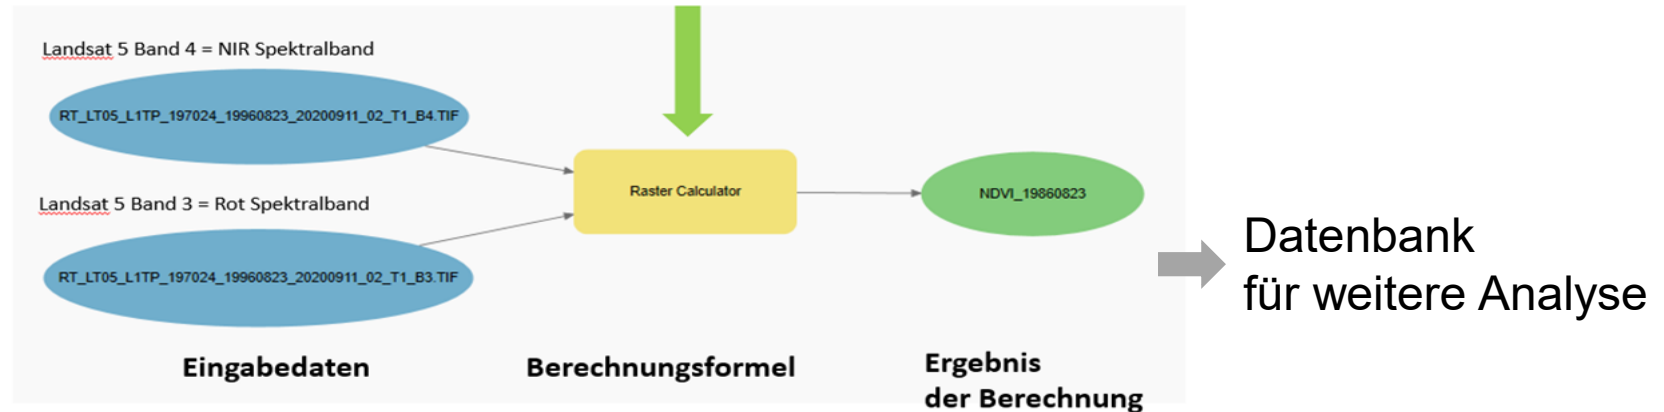 Landsat 5 Band 4 = NIR Spektralband
RT_LT05_L1TP_197024_19960823_20200911_02_T1_B4.TIF
Landsat 5 Band 3 = Rot Spektralband
RT_LT05_L1TP_197024_19960823_20200911_02_T1_B3.TIF
Raster Calculator
NDVI_19860823
Datenbank
für weitere Analyse
Eingabedaten
Berechnungsformel
Ergebnis
der Berechnung